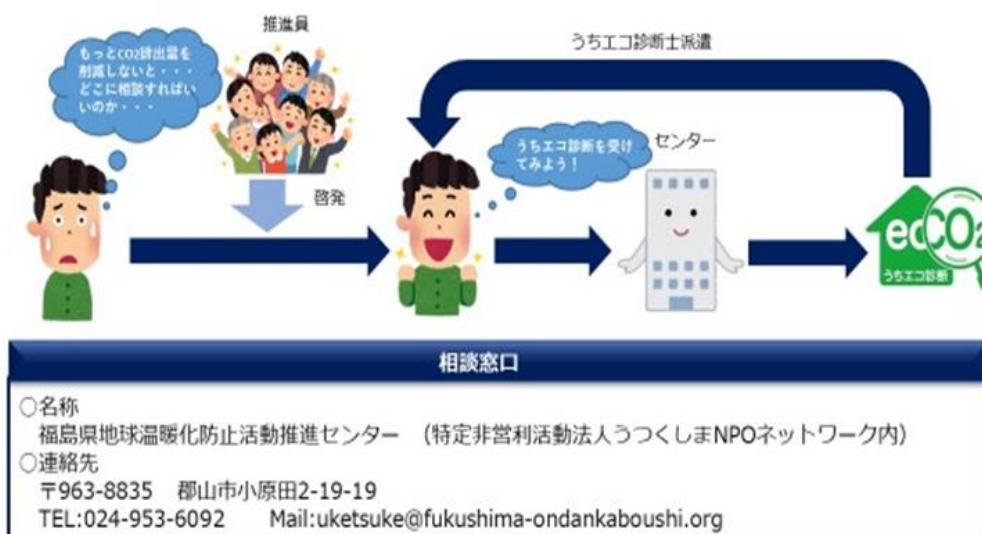 推進員
もっとCO2排出量を
削減しないと・・・
どこに相談すればい
いのか・・・
うちエコ診断士派遣
うちエコ診断を受け
てみよう！
センター
啓発
eco
CO2
うちエコ診断
相談窓口
○名称
福島県地球温暖化防止活動推進センター （特定非営利活動法人うつくしまNPOネットワーク内）
○連絡先
〒963-8835 郡山市小原田2-19-19
TEL:024-953-6092 Mail:uketsuke@fukushima-ondankaboushi.org